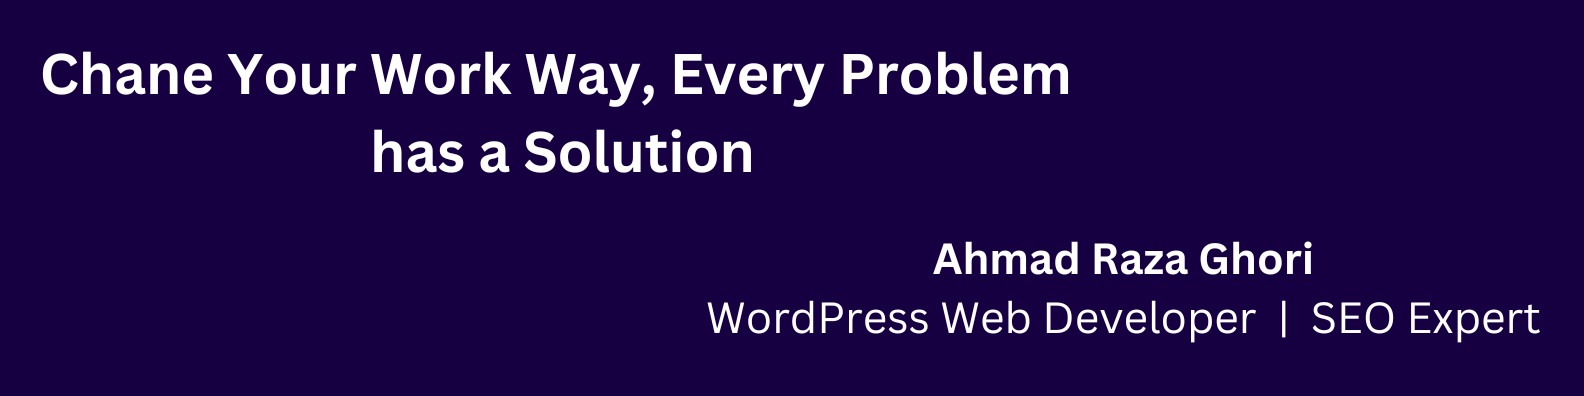 Chane Your Work Way, Every Problem
has a Solution
Ahmad Raza Ghori
WordPress Web Developer | SEO Expert